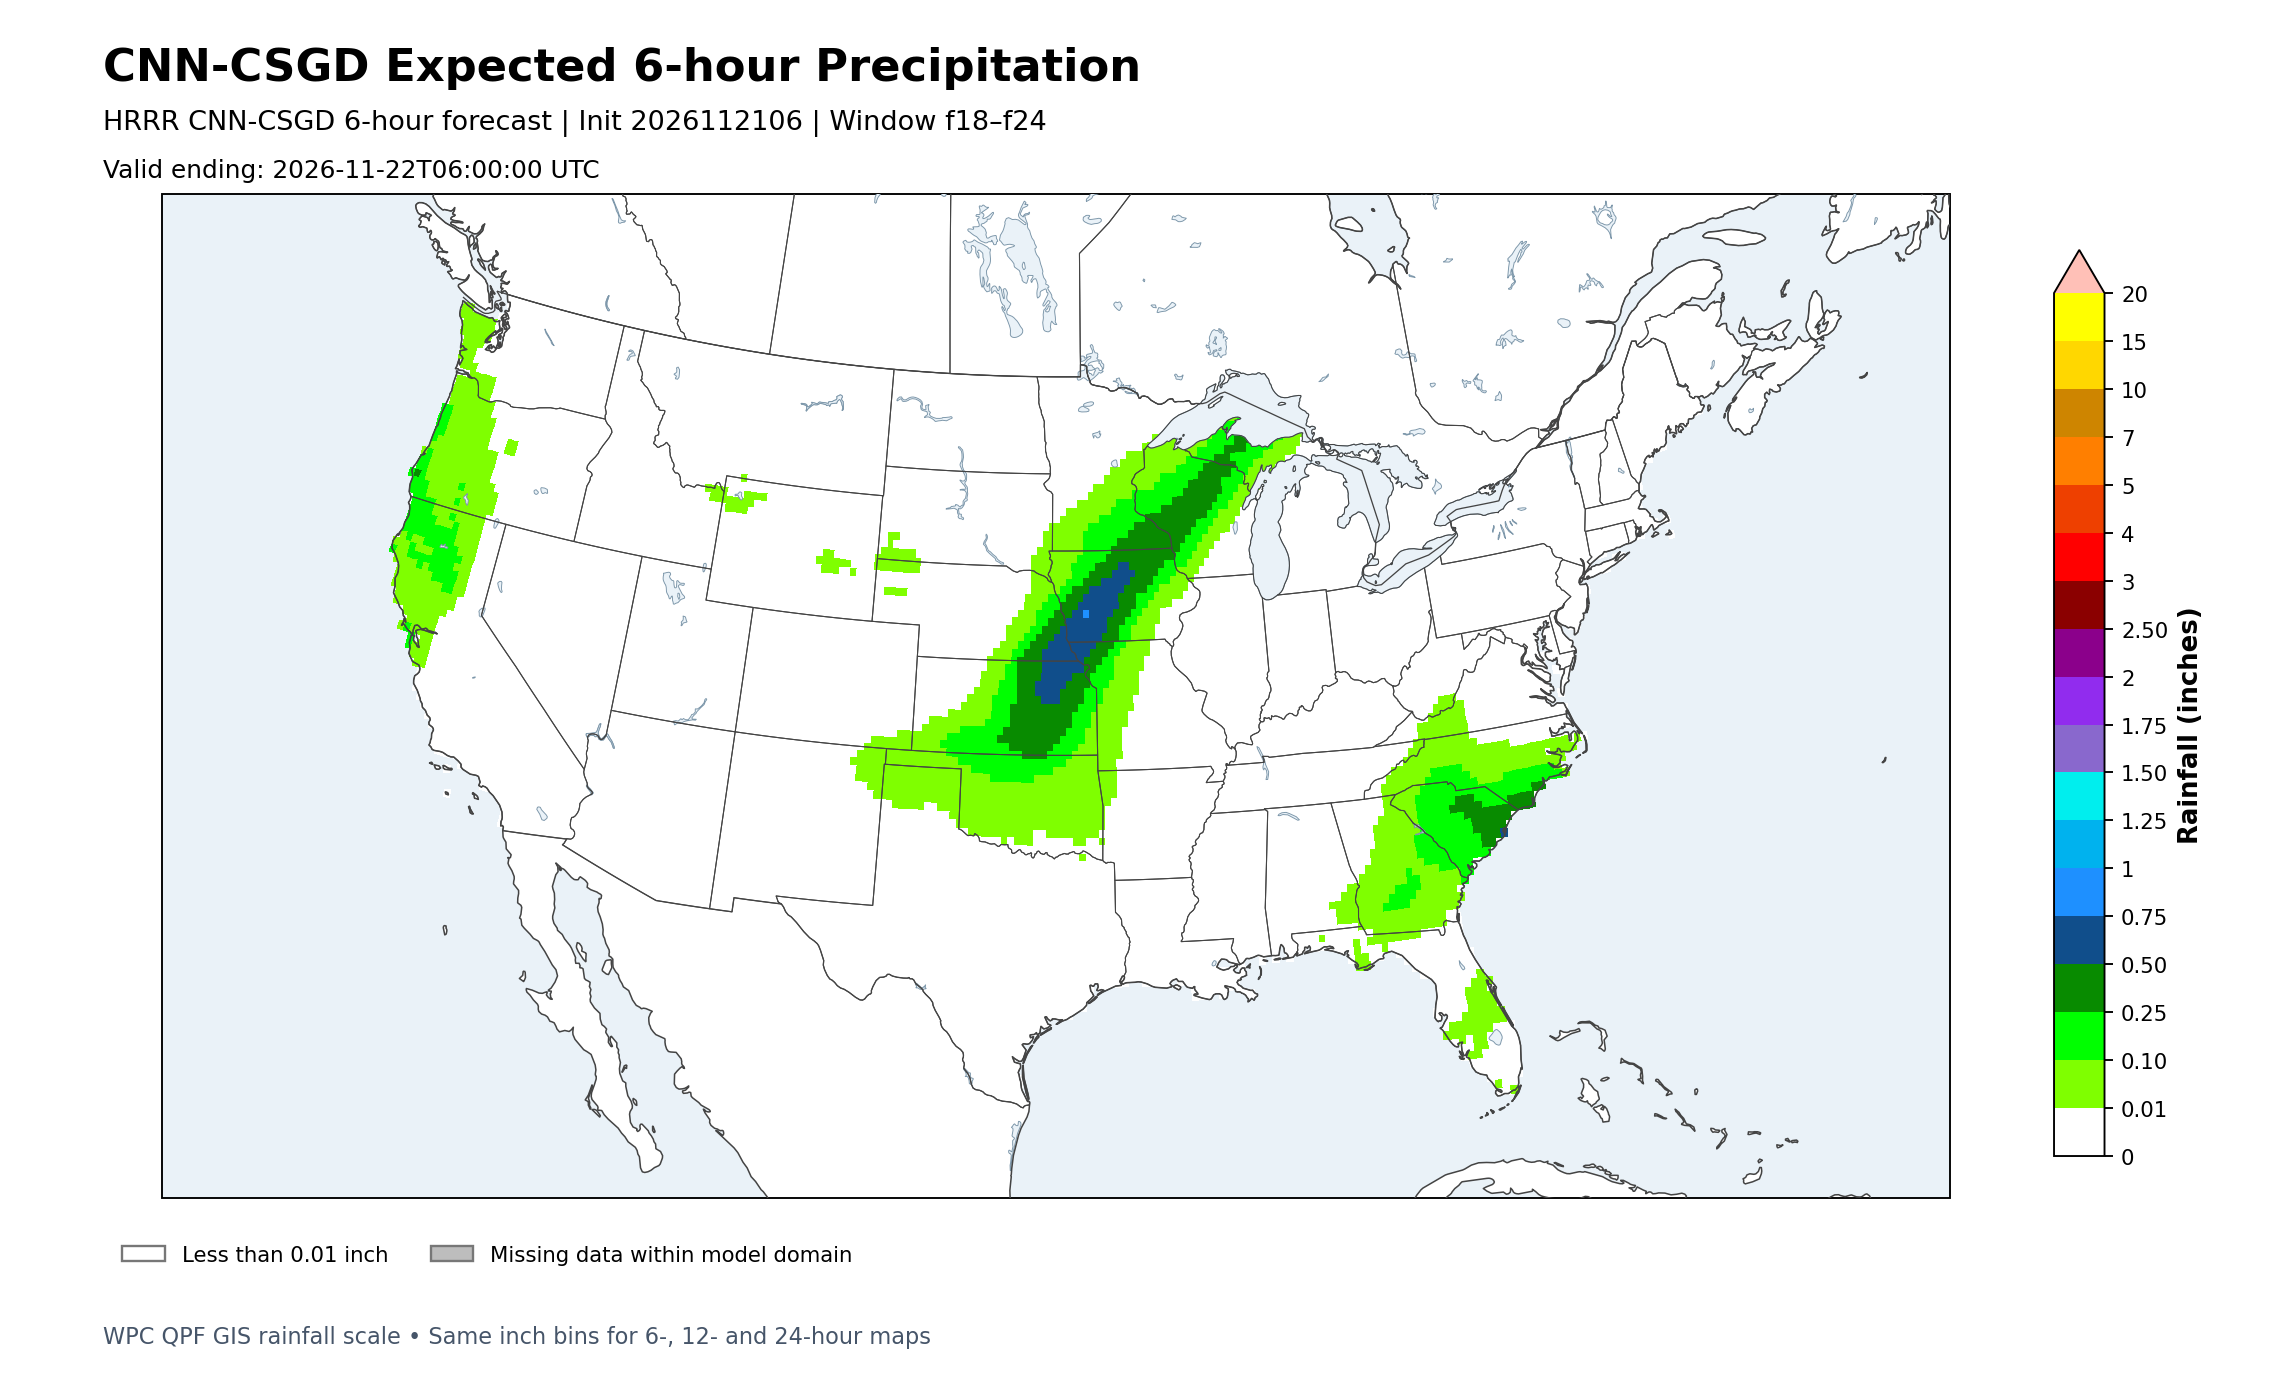 CNN-CSGD Expected 6-hour Precipitation
HRRR CNN-CSGD 6-hour forecast | Init 2026112106 | Window f18–f24
Valid ending: 2026-11-22T06:00:00 UTC
20
15
10
7
5
4
3
2.50
2
1.75
1.50
1.25
1
0.75
0.50
0.25
0.10
0.01
0
Rainfall (inches)
Less than 0.01 inch
Missing data within model domain
WPC QPF GIS rainfall scale • Same inch bins for 6-, 12- and 24-hour maps